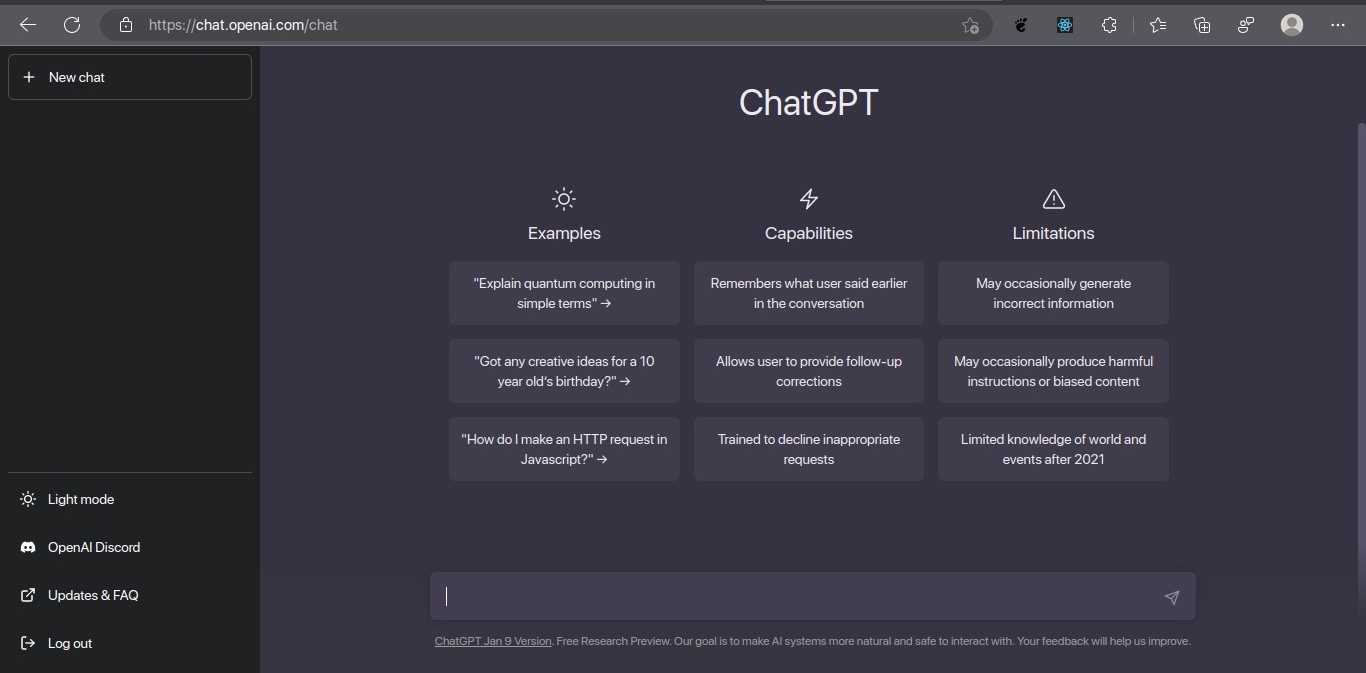 https://chat.openai.com/chat
New chat
ChatGPT
Examples
Capabilities
Limitations
"Explain quantum computing in
simple terms" →
Remembers what user said earlier
in the conversation
May occasionally generate
incorrect information
"Got any creative ideas for a 10
year old's birthday?" →
Allows user to provide follow-up
corrections
May occasionally produce harmful
instructions or biased content
"How do I make an HTTP request in
Javascript?" →
Trained to decline inappropriate
requests
Limited knowledge of world and
events after 2021
Light mode
OpenAI Discord
Updates & FAQ
Log out
ChatGPT Jan 9 Version. Free Research Preview. Our goal is to make AI systems more natural and safe to interact with. Your feedback will help us improve.